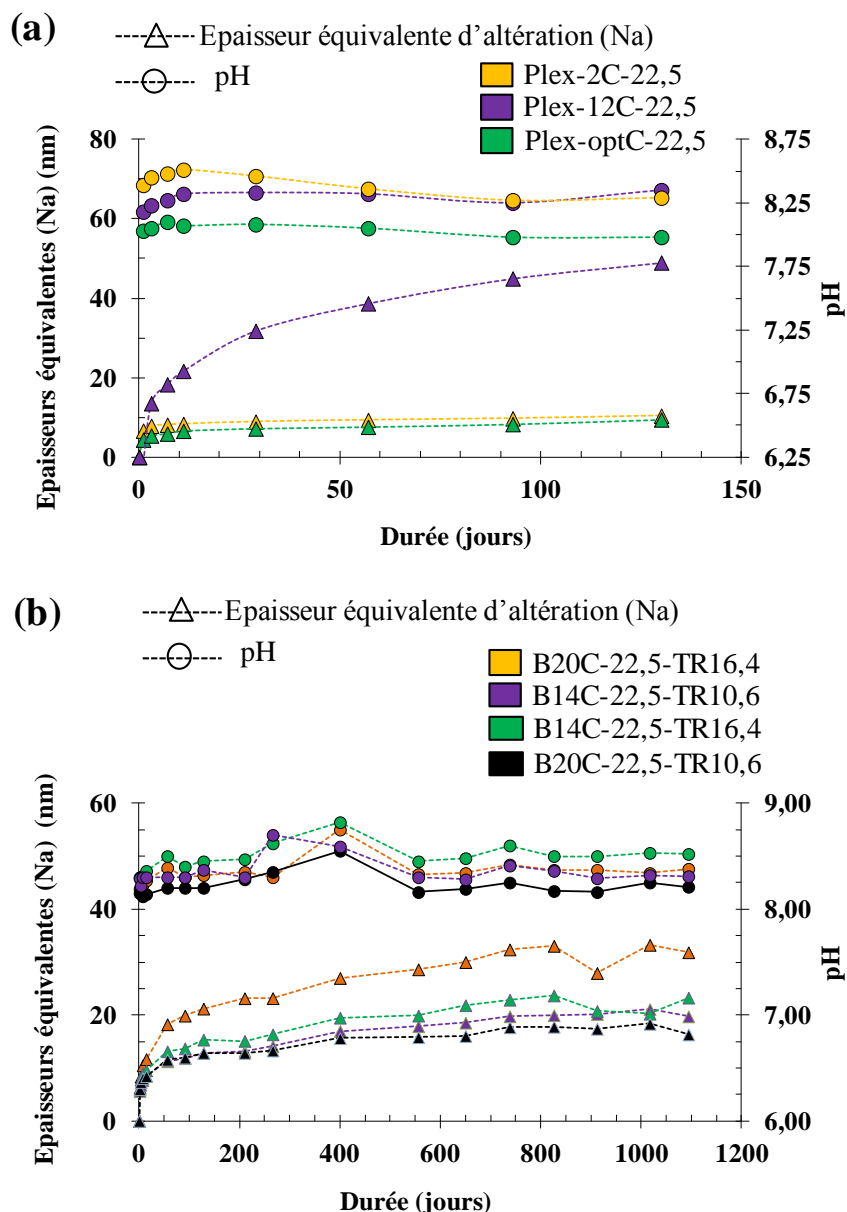 (a)
Epaisseur équivalente d'altération (Na)
pH
Plex-2C-22,5
Plex-12C-22,5
Plex-optC-22,5
Epaisseurs équivalentes (Na) (nm)
80
60
40
20
0
8,75
8,25
7,75
7,25
6,75
6,25
pH
0
50
100
150
Durée (jours)
(b)
Epaisseur équivalente d'altération (Na)
pH
B20C-22,5-TR16,4
B14C-22,5-TR10,6
B14C-22,5-TR16,4
B20C-22,5-TR10,6
Epaisseurs équivalentes (Na) (nm)
60
40
20
0
9,00
8,00
7,00
6,00
pH
0
200
400
600
800
1000
1200
Durée (jours)